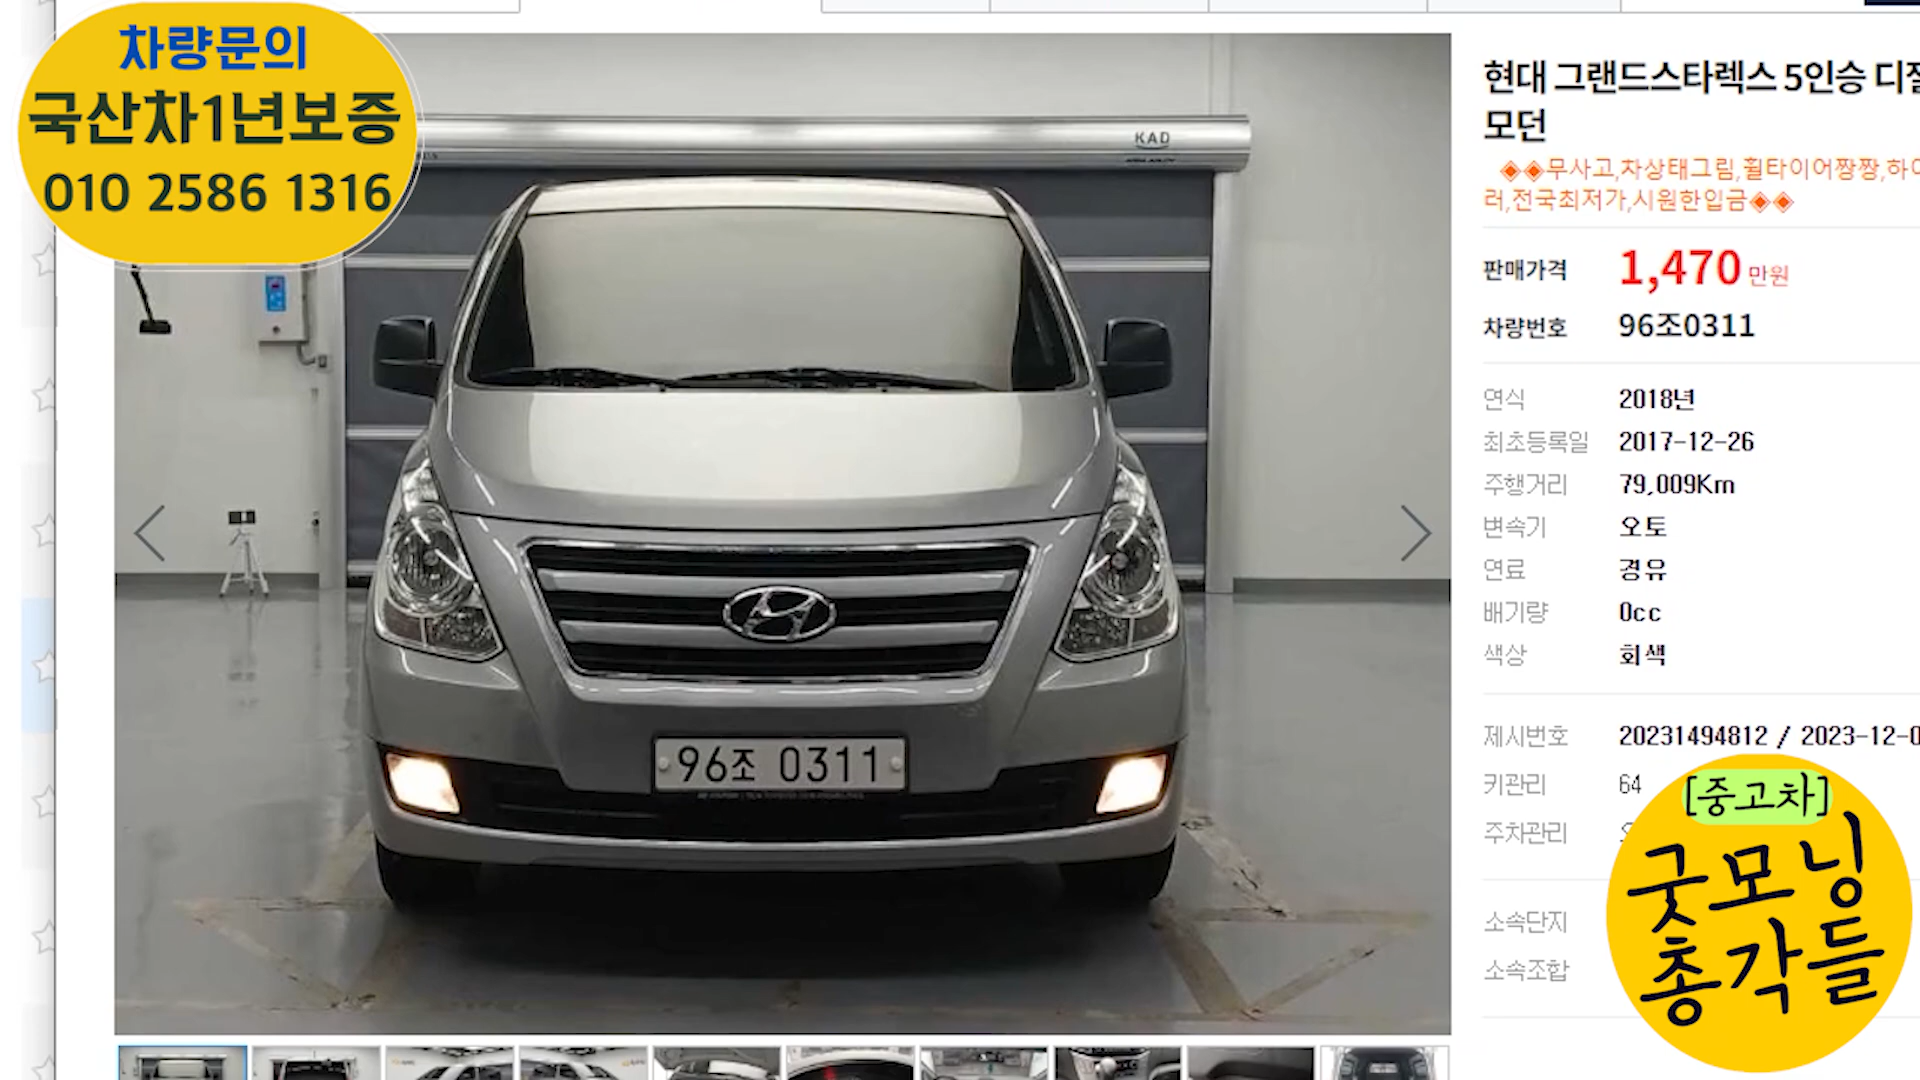 차량문의
국산차1년보증
010 2586 1316
KAD
현대 그랜드스타렉스 5인승 디젤
모던
◈◈무사고,차상태그림,휠타이어짱짱,하이
러,전국최저가,시원한입금◈◈
판매가격 1,470 만원
차량번호 96조0311
연식 2018년
최초등록일 2017-12-26
주행거리 79,009Km
변속기 오토
연료 경유
배기량 0cc
색상 회색
96조 0311
제시번호 20231494812 / 2023-12-0
키관리 64
주차관리
소속단지
소속조합
[중고차]
굿모닝
총각들